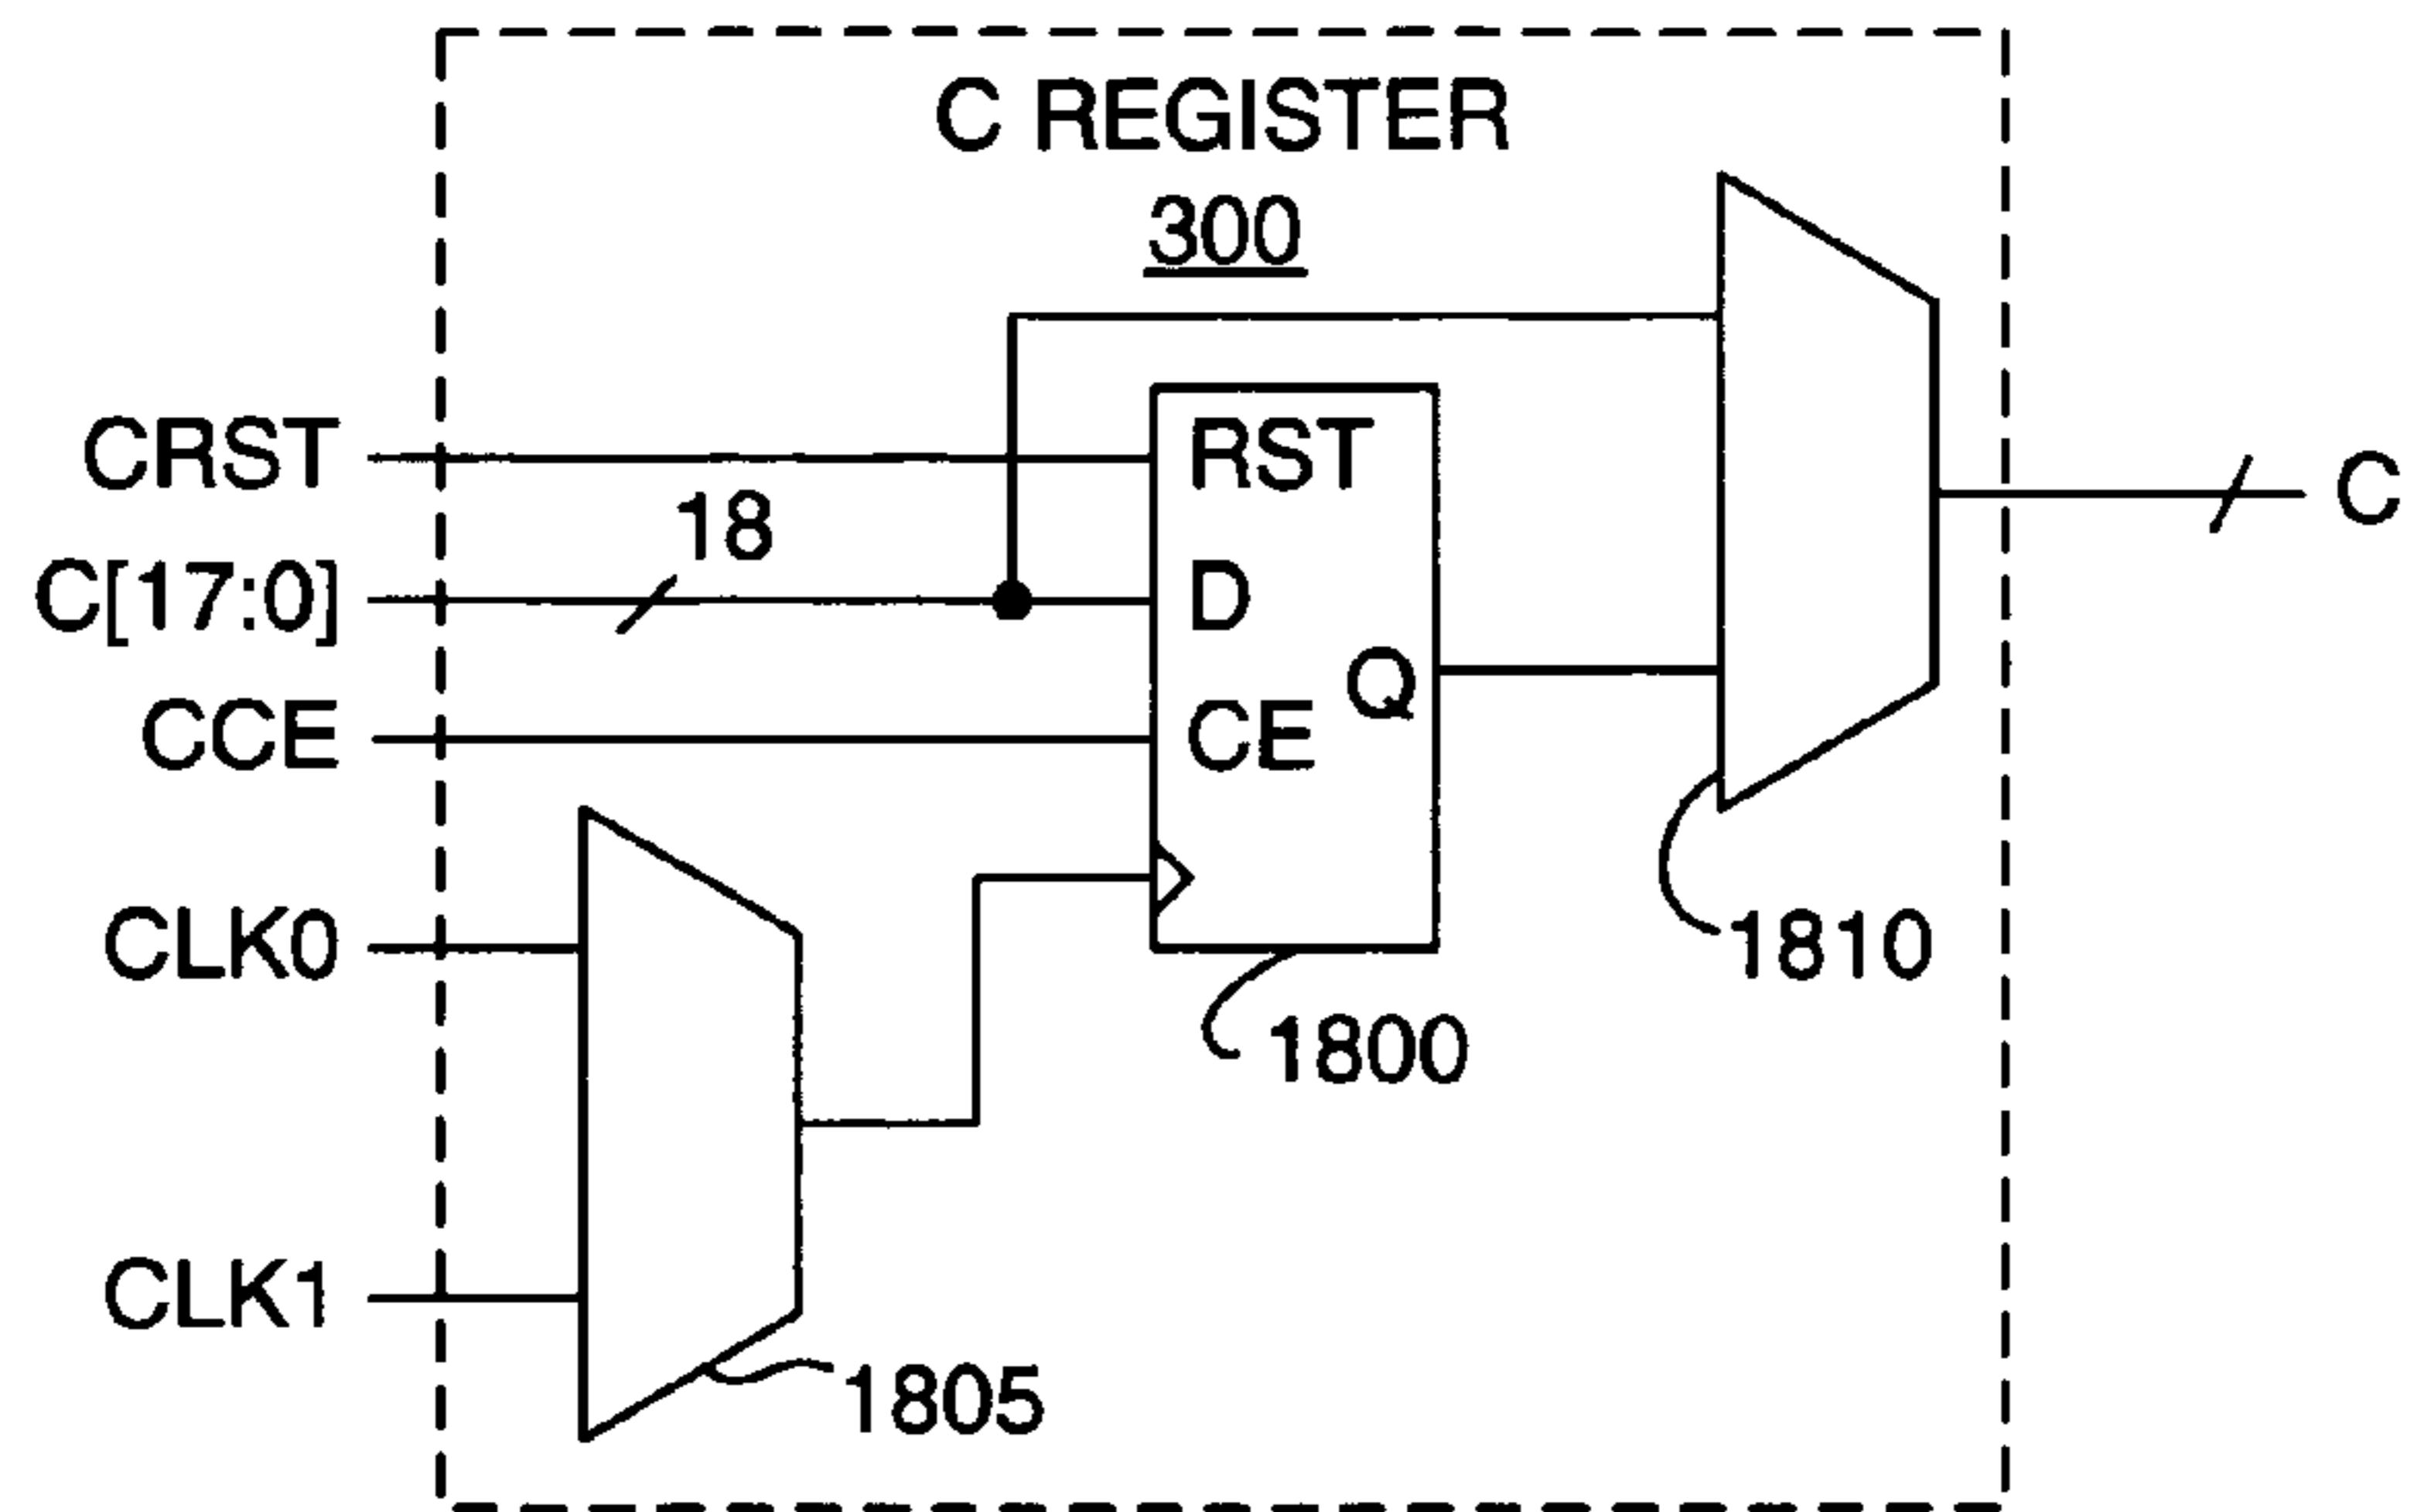 C REGISTER
300
CRST
RST
18
C
C[17:0]
D
Q
CCE
CE
CLK0
1810
1800
CLK1
1805